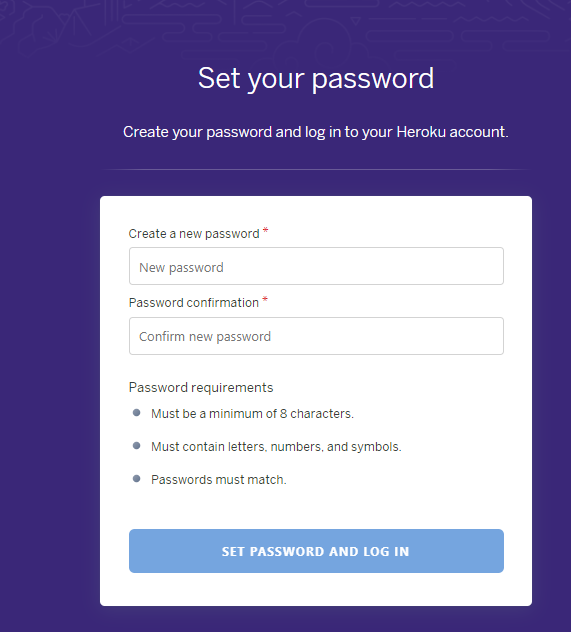 Set your password
Create your password and log in to your Heroku account.
Create a new password *
New password
Password confirmation *
Confirm new password
Password requirements
Must be a minimum of 8 characters.
Must contain letters, numbers, and symbols.
Passwords must match.
SET PASSWORD AND LOG IN